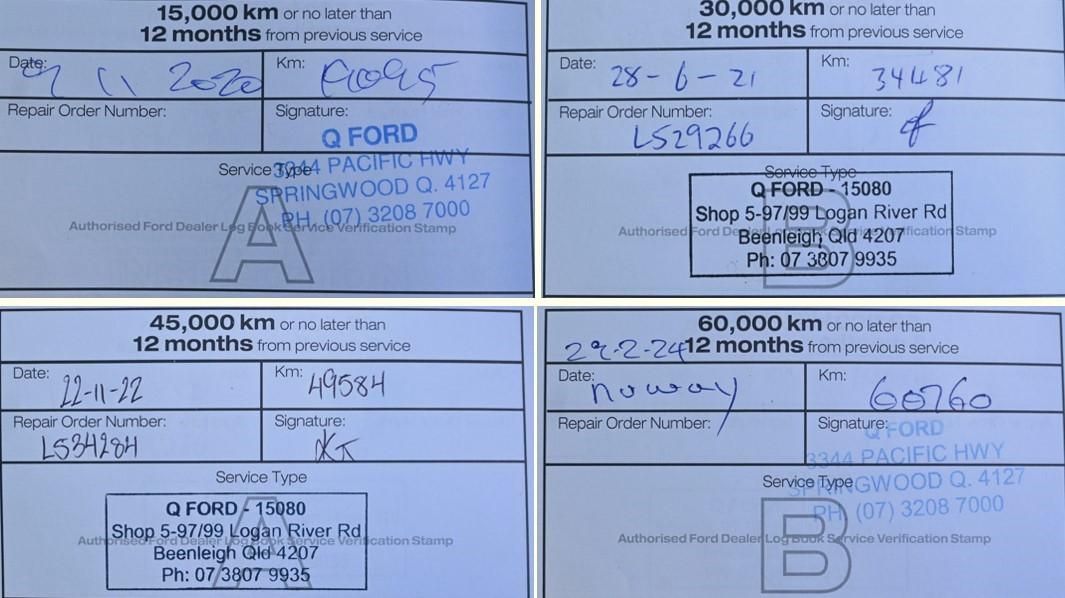 15,000 km or no later than
12 months from previous service
Date: 9 11 2020
Km:
Repair Order Number:
Signature:
Q FORD
Service Type
3344 PACIFIC HWY
SPRINGWOOD Q. 4127
PH. (07) 3208 7000
Authorised Ford Dealer Log Book Service Verification Stamp
A
30,000 km or no later than
12 months from previous service
Date: 28-6-21
Km: 34481
Repair Order Number: LS29266
Signature:
Service Type
Q FORD - 15080
Shop 5-97/99 Logan River Rd
Authorised Ford Dealer Log Book Service Verification Stamp
Beenleigh Qld 4207
Ph: 07 3807 9935
B
45,000 km or no later than
12 months from previous service
Date: 22-11-22
Km: 49584
Repair Order Number: LS34284
Signature:
Service Type
Q FORD - 15080
Shop 5-97/99 Logan River Rd
Authorised Ford Dealer Log Book Service Verification Stamp
Beenleigh Qld 4207
Ph: 07 3807 9935
A
60,000 km or no later than
29-2-24
12 months from previous service
Date:
Km: 60760
Repair Order Number:
Signature:
Q FORD
3344 PACIFIC HWY
Service Type
SPRINGWOOD Q. 4127
PH. (07) 3208 7000
Authorised Ford Dealer Log Book Service Verification Stamp
B